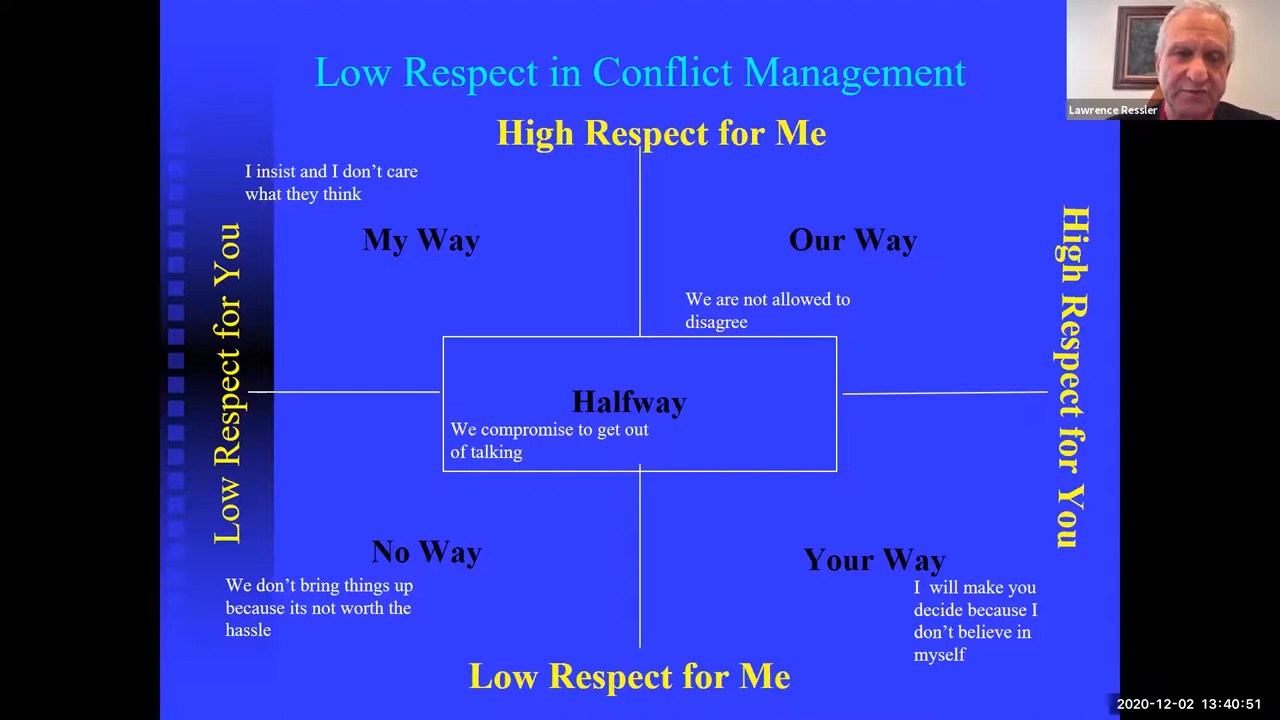 Low Respect in Conflict Management
Lawrence Ressler
High Respect for Me
I insist and I don’t care
what they think
My Way
Our Way
Low Respect for You
High Respect for You
We are not allowed to
disagree
Halfway
We compromise to get out
of talking
No Way
Your Way
We don’t bring things up
because its not worth the
hassle
I will make you
decide because I
don’t believe in
myself
Low Respect for Me
2020-12-02 13:40:51